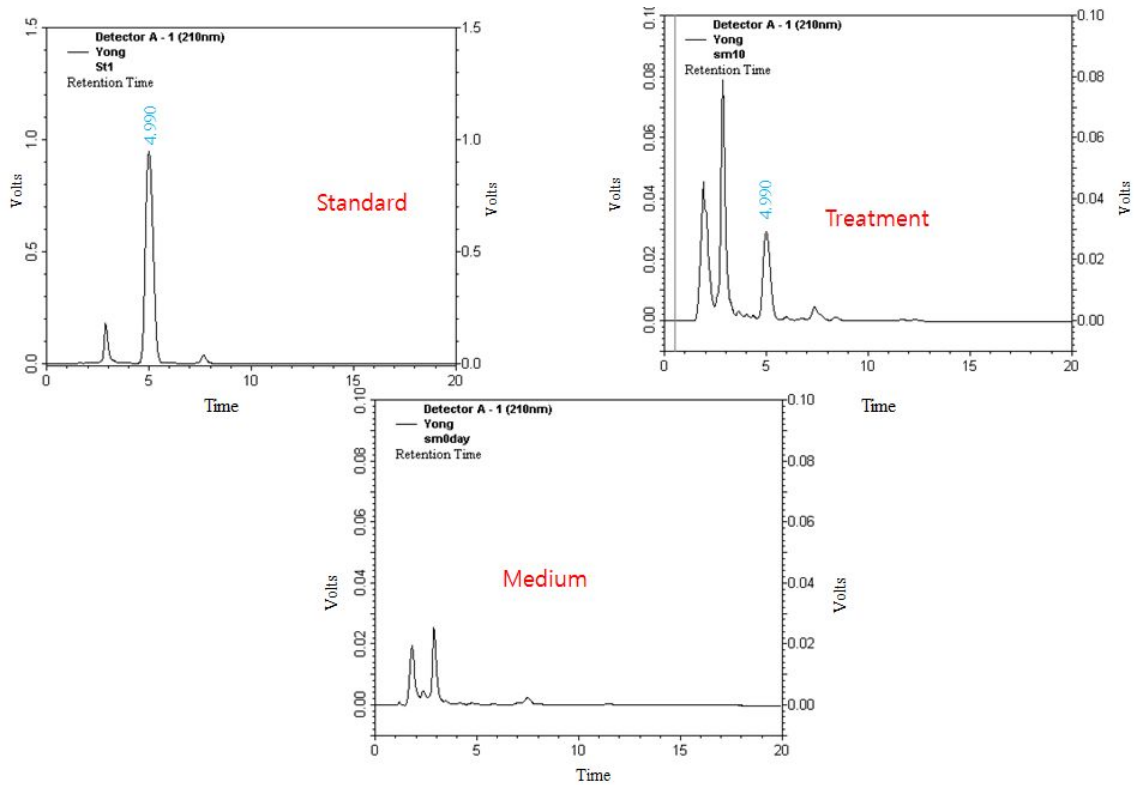 Detector A - 1 (210nm)
Yong
St1
Retention Time
4.990
Standard
Volts
Volts
0.0
0.5
1.0
1.5
0.0
0.5
1.0
1.5
0
5
10
15
20
Time
Detector A - 1 (210nm)
Yong
sm10
Retention Time
4.990
Treatment
Volts
Volts
0.00
0.02
0.04
0.06
0.08
0.10
0.00
0.02
0.04
0.06
0.08
0.10
0
5
10
15
20
Time
Detector A - 1 (210nm)
Yong
sm0day
Retention Time
Medium
Volts
Volts
0.00
0.02
0.04
0.06
0.08
0.10
0.00
0.02
0.04
0.06
0.08
0.10
0
5
10
15
20
Time